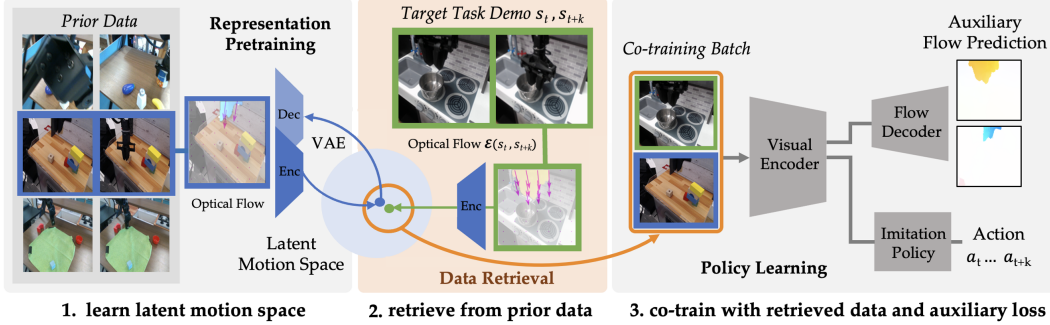 Prior Data
Representation
Pretraining
Dec
VAE
Enc
Optical Flow
Latent
Motion Space
1. learn latent motion space
Target Task Demo s_t , s_{t+k}
Optical Flow ℰ(s_t , s_{t+k})
Enc
Data Retrieval
2. retrieve from prior data
Co-training Batch
Visual
Encoder
Auxiliary
Flow Prediction
Flow
Decoder
Imitation
Policy
Action
a_t ... a_{t+k}
Policy Learning
3. co-train with retrieved data and auxiliary loss